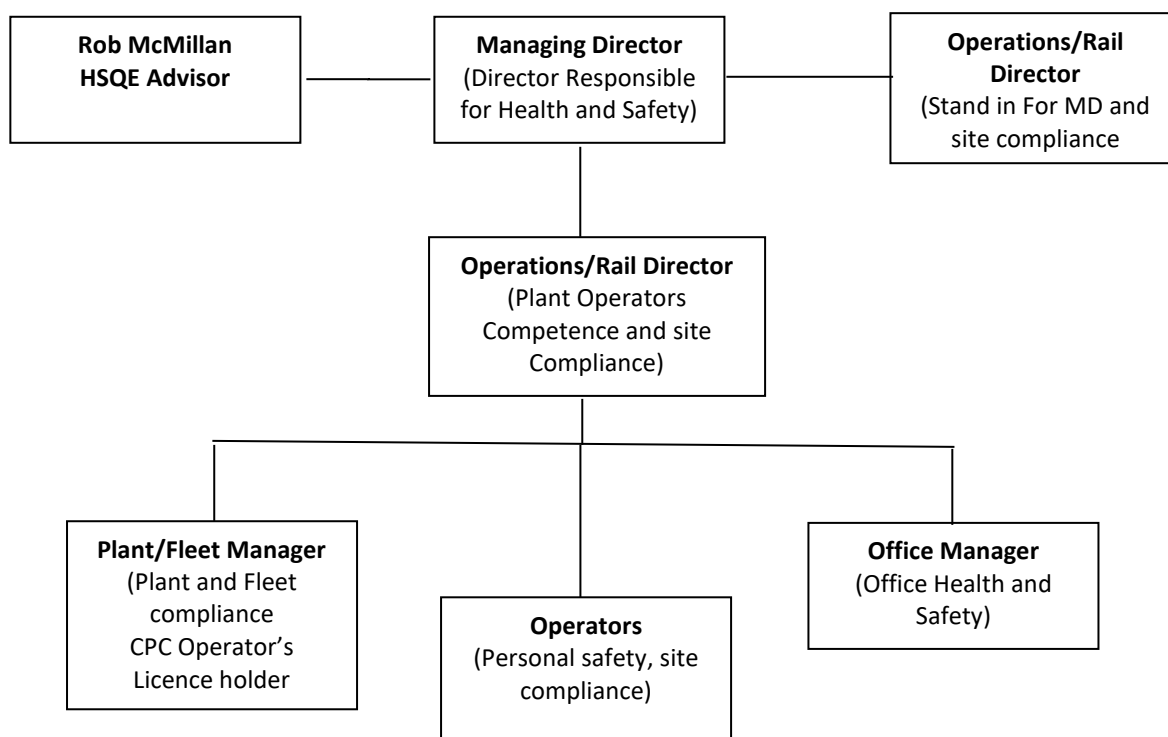 Rob McMillan
HSQE Advisor
Managing Director
(Director Responsible
for Health and Safety)
Operations/Rail
Director
(Stand in For MD and
site compliance
Operations/Rail Director
(Plant Operators
Competence and site
Compliance)
Plant/Fleet Manager
(Plant and Fleet
compliance
CPC Operator’s
Licence holder
Operators
(Personal safety, site
compliance)
Office Manager
(Office Health and
Safety)